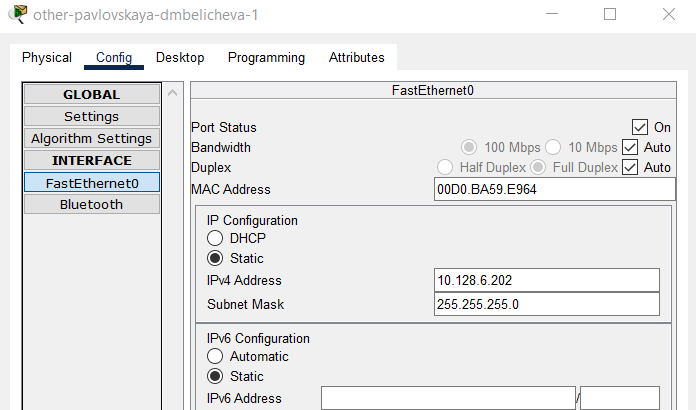 other-pavlovskaya-dmbelicheva-1
Physical Config Desktop Programming Attributes
GLOBAL
Settings
Algorithm Settings
INTERFACE
FastEthernet0
Bluetooth
FastEthernet0
Port Status On
Bandwidth 100 Mbps 10 Mbps Auto
Duplex Half Duplex Full Duplex Auto
MAC Address 00D0.BA59.E964
IP Configuration
DHCP
Static
IPv4 Address 10.128.6.202
Subnet Mask 255.255.255.0
IPv6 Configuration
Automatic
Static
IPv6 Address /